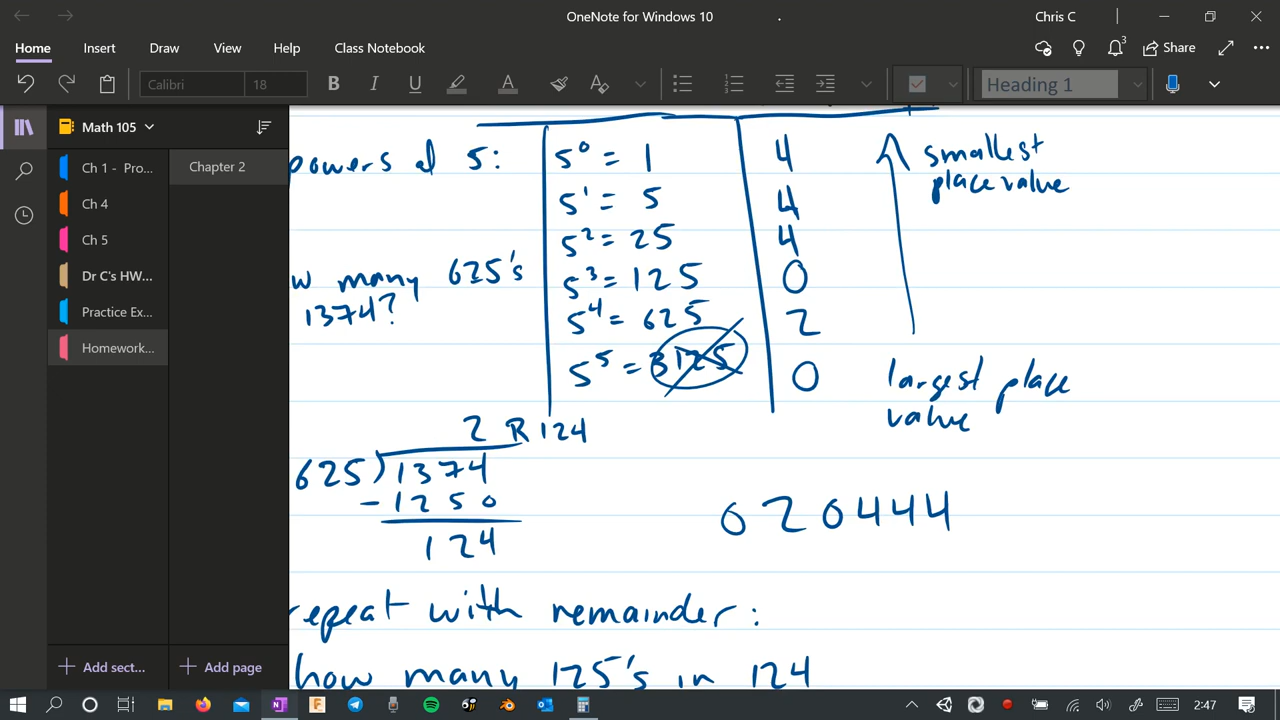 OneNote for Windows 10
Chris C
Home Insert Draw View Help Class Notebook
3
Share
Calibri 18 B I U A Heading 1
Math 105
Ch 1 - Pro...
Ch 4
Ch 5
Dr C's HW...
Practice Ex...
Homework...
Chapter 2
Add sect...
Add page
powers of 5:
5⁰ = 1 4
5¹ = 5 4
5² = 25 4
5³ = 125 0
5⁴ = 625 2
5⁵ = 3125 0
smallest
place value
largest place
value
w many 625's
1374?
2 R 124
625)1374
-1250
124
020444
repeat with remainder:
how many 125's in 124
2:47